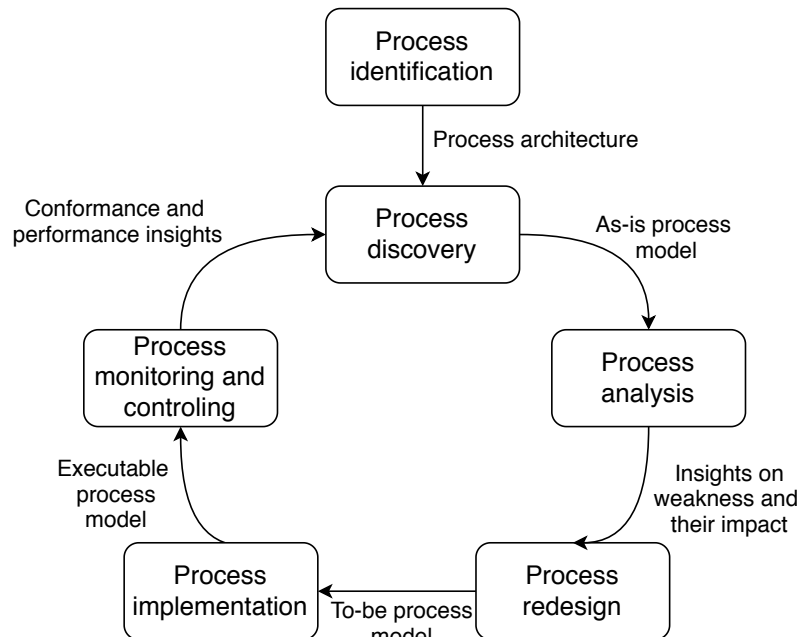 Process
identification
Process architecture
Process
discovery
As-is process
model
Process
analysis
Insights on
weakness and
their impact
Process
redesign
To-be process
model
Process
implementation
Executable
process
model
Process
monitoring and
controling
Conformance and
performance insights